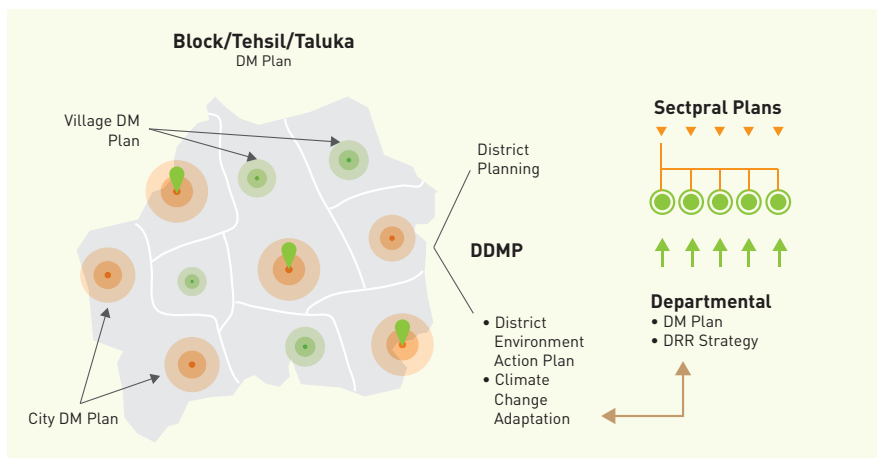 Block/Tehsil/Taluka
DM Plan
Village DM
Plan
City DM Plan
District
Planning
DDMP
• District
Environment
Action Plan
• Climate
Change
Adaptation
Sectpral Plans
Departmental
• DM Plan
• DRR Strategy